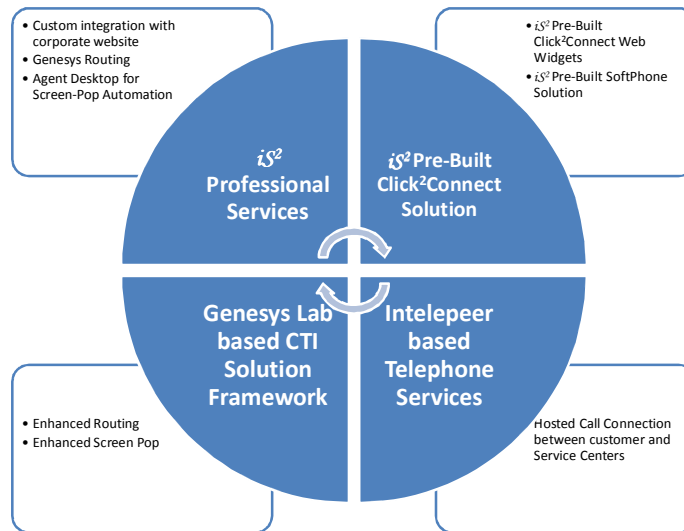 • Custom integration with
corporate website
• Genesys Routing
• Agent Desktop for
Screen-Pop Automation
• iS² Pre-Built
Click²Connect Web
Widgets
• iS² Pre-Built SoftPhone
Solution
iS²
Professional
Services
iS² Pre-Built
Click²Connect
Solution
Genesys Lab
based CTI
Solution
Framework
Intelepeer
based
Telephone
Services
• Enhanced Routing
• Enhanced Screen Pop
Hosted Call Connection
between customer and
Service Centers